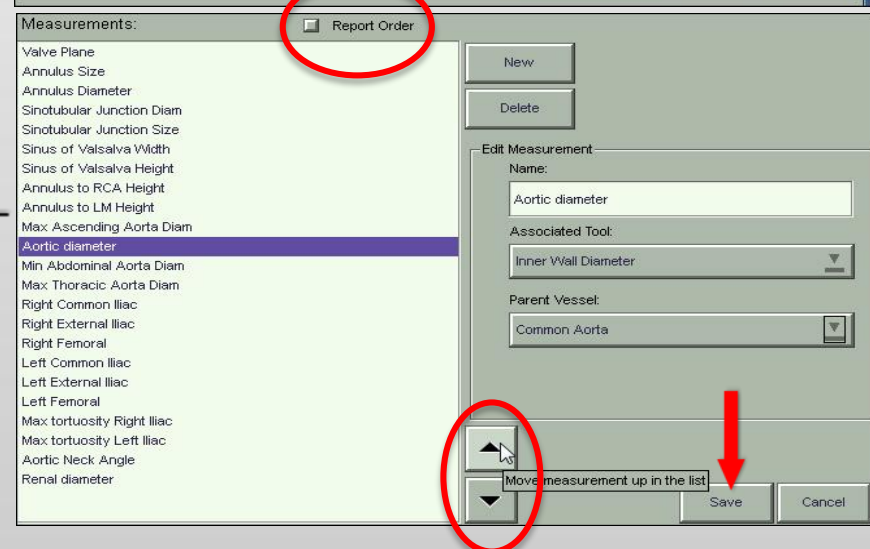 Measurements:
Report Order
Valve Plane
Annulus Size
Annulus Diameter
Sinotubular Junction Diam
Sinotubular Junction Size
Sinus of Valsalva Width
Sinus of Valsalva Height
Annulus to RCA Height
Annulus to LM Height
Max Ascending Aorta Diam
Aortic diameter
Min Abdominal Aorta Diam
Max Thoracic Aorta Diam
Right Common Iliac
Right External Iliac
Right Femoral
Left Common Iliac
Left External Iliac
Left Femoral
Max tortuosity Right Iliac
Max tortuosity Left Iliac
Aortic Neck Angle
Renal diameter
New
Delete
Edit Measurement
Name:
Aortic diameter
Associated Tool:
Inner Wall Diameter
Parent Vessel:
Common Aorta
Move measurement up in the list
Save
Cancel